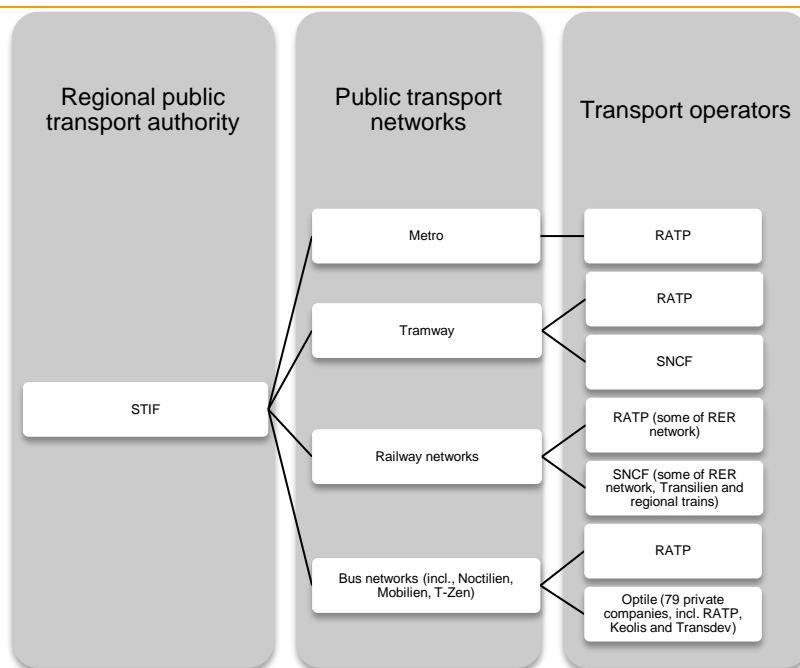 Regional public
transport authority
Public transport
networks
Transport operators
STIF
Metro
RATP
Tramway
RATP
SNCF
Railway networks
RATP (some of RER
network)
SNCF (some of RER
network, Transilien and
regional trains)
Bus networks (incl., Noctilien,
Mobilien, T-Zen)
RATP
Optile (79 private
companies, incl. RATP,
Keolis and Transdev)